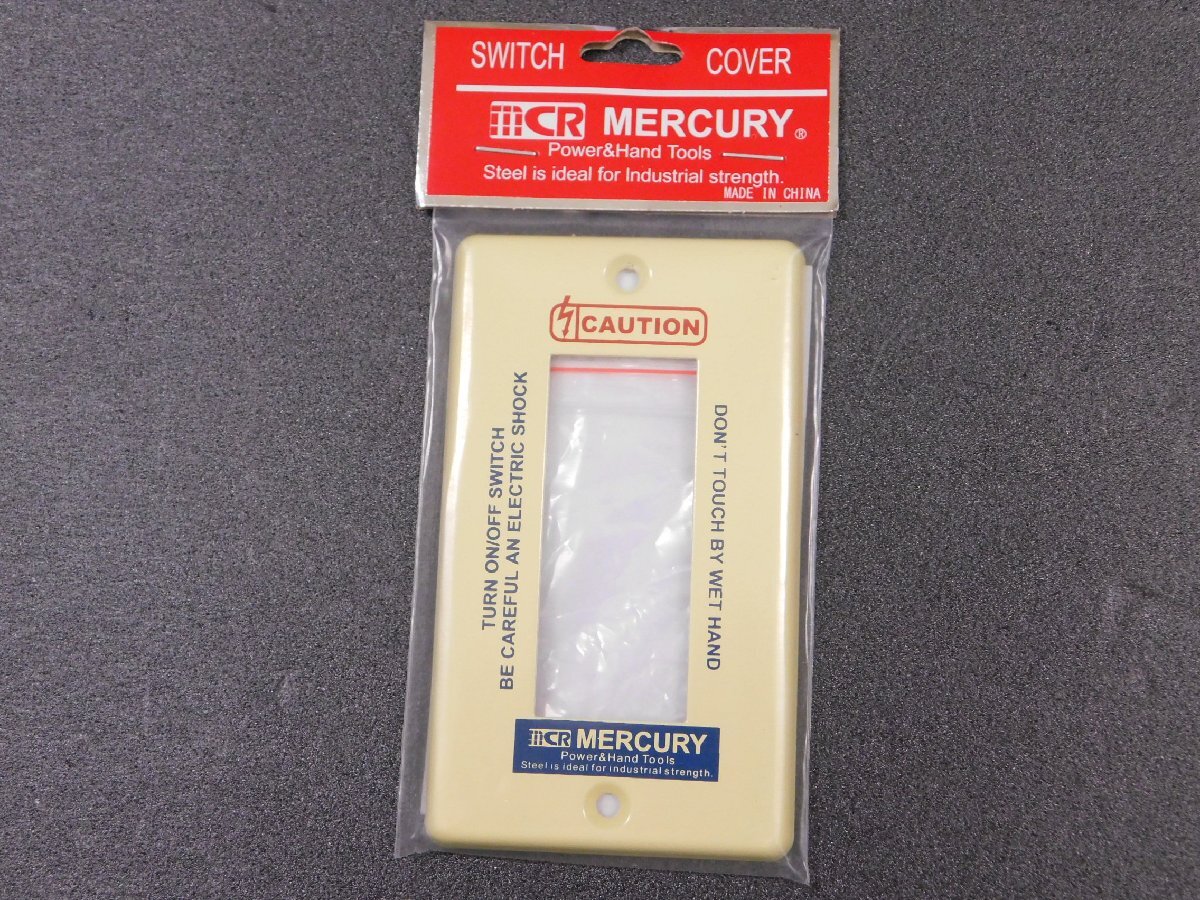 SWITCH COVER
MCR MERCURY®
Power&Hand Tools
Steel is ideal for Industrial strength.
MADE IN CHINA
CAUTION
TURN ON/OFF SWITCH
BE CAREFUL AN ELECTRIC SHOCK
DON'T TOUCH BY WET HAND
MCR MERCURY
Power&Hand Tools
Steel is ideal for industrial strength.